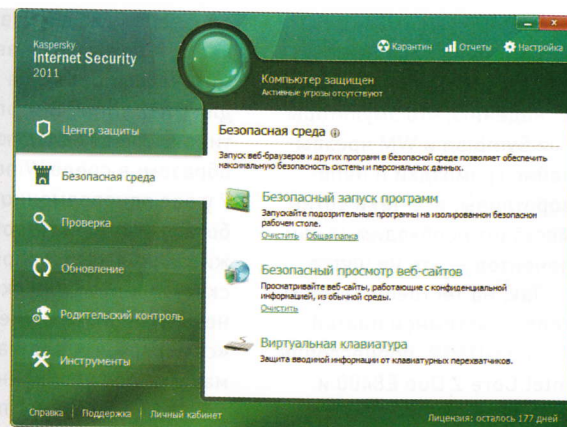 Kaspersky
Internet Security
2011
Карантин Отчеты Настройка
Компьютер защищен
Активные угрозы отсутствуют
Центр защиты
Безопасная среда
Проверка
Обновление
Родительский контроль
Инструменты
Безопасная среда
Запуск веб-браузеров и других программ в безопасной среде позволяет обеспечить
максимальную безопасность системы и персональных данных.
Безопасный запуск программ
Запускайте подозрительные программы на изолированном безопасном
рабочем столе.
Очистить Общая папка
Безопасный просмотр веб-сайтов
Просматривайте веб-сайты, работающие с конфиденциальной
информацией, из обычной среды.
Очистить
Виртуальная клавиатура
Защита вводимой информации от клавиатурных перехватчиков.
Справка | Поддержка | Личный кабинет
Лицензия: осталось 177 дней